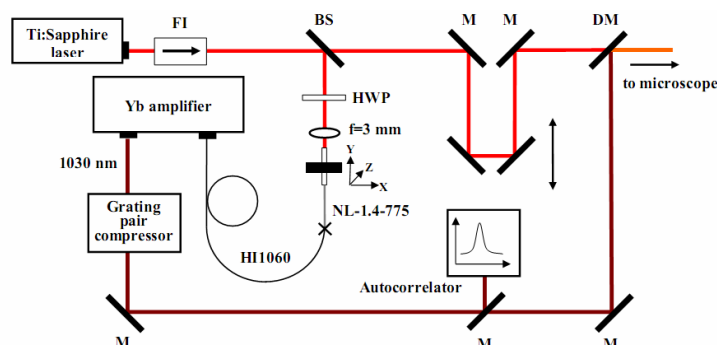 Ti:Sapphire
laser
FI
BS
M
M
DM
to microscope
HWP
Yb amplifier
f=3 mm
Y
Z
X
1030 nm
NL-1.4-775
Grating
pair
compressor
HI1060
Autocorrelator
M
M
M